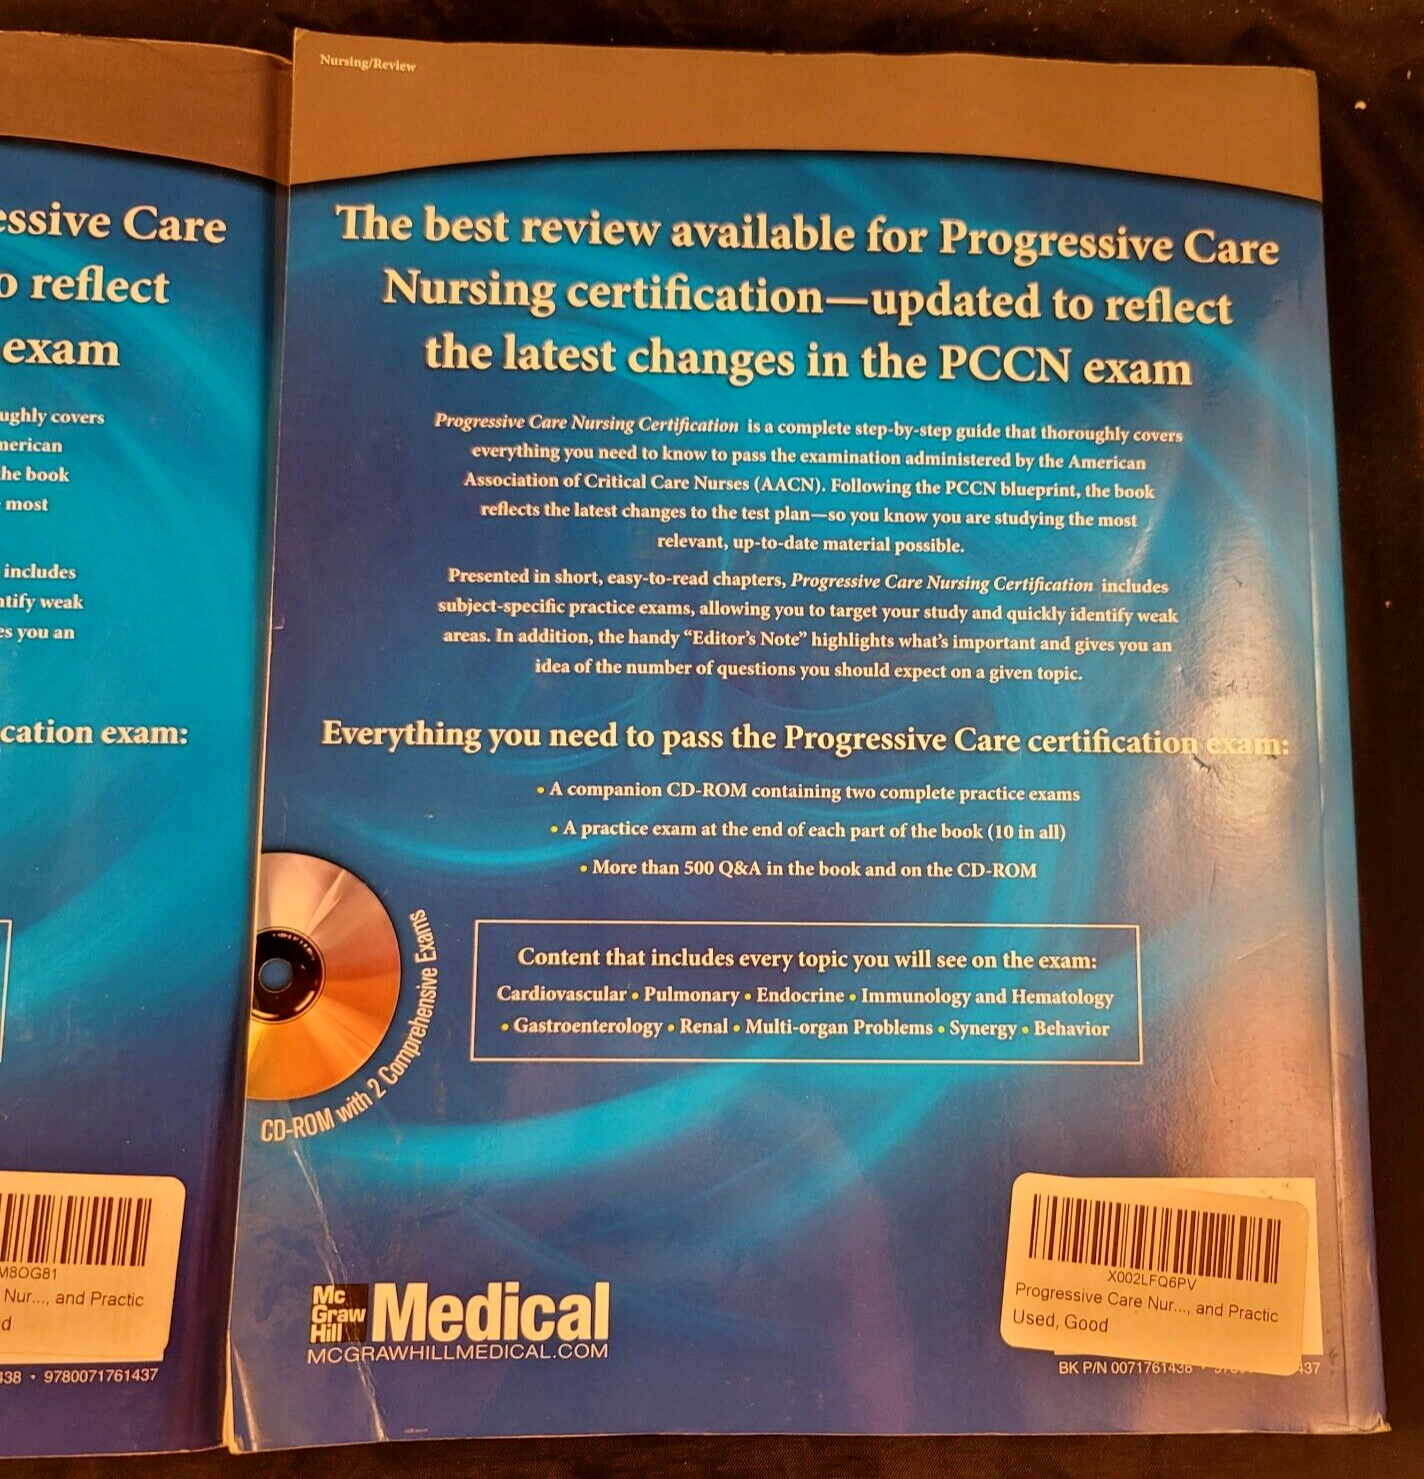 essive Care
o reflect
exam
ughly covers
nerican
he book
most
includes
ntify weak
es you an
cation exam:
M8OG81
Nur..., and Practic
d
438 • 9780071761437
Nursing/Review
The best review available for Progressive Care
Nursing certification—updated to reflect
the latest changes in the PCCN exam
Progressive Care Nursing Certification is a complete step-by-step guide that thoroughly covers
everything you need to know to pass the examination administered by the American
Association of Critical Care Nurses (AACN). Following the PCCN blueprint, the book
reflects the latest changes to the test plan—so you know you are studying the most
relevant, up-to-date material possible.
Presented in short, easy-to-read chapters, Progressive Care Nursing Certification includes
subject-specific practice exams, allowing you to target your study and quickly identify weak
areas. In addition, the handy “Editor’s Note” highlights what’s important and gives you an
idea of the number of questions you should expect on a given topic.
Everything you need to pass the Progressive Care certification exam:
• A companion CD-ROM containing two complete practice exams
• A practice exam at the end of each part of the book (10 in all)
• More than 500 Q&A in the book and on the CD-ROM
CD-ROM with 2 Comprehensive Exams
Content that includes every topic you will see on the exam:
Cardiovascular • Pulmonary • Endocrine • Immunology and Hematology
• Gastroenterology • Renal • Multi-organ Problems • Synergy • Behavior
Mc
Graw
Hill
Medical
MCGRAWHILLMEDICAL.COM
X002LFQ6PV
Progressive Care Nur..., and Practic
Used, Good
BK P/N 0071761438 • 437